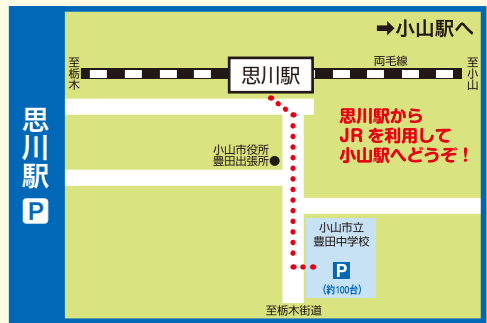 ➡小山駅へ
至栃木
思川駅
両毛線
至小山
思川駅から
JRを利用して
小山駅へどうぞ！
思川駅
P
小山市役所
豊田出張所●
小山市立
豊田中学校
P
(約100台)
至栃木街道